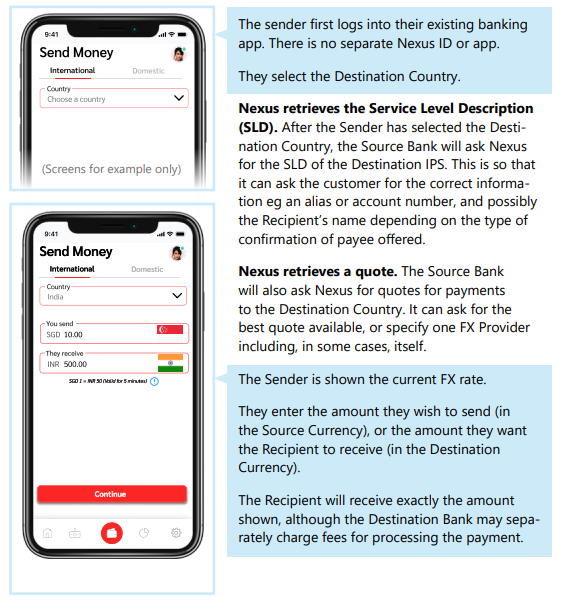 9:41
Send Money
International
Domestic
Country
Choose a country
(Screens for example only)
The sender first logs into their existing banking
app. There is no separate Nexus ID or app.
They select the Destination Country.
Nexus retrieves the Service Level Description
(SLD). After the Sender has selected the Desti-
nation Country, the Source Bank will ask Nexus
for the SLD of the Destination IPS. This is so that
it can ask the customer for the correct informa-
tion eg an alias or account number, and possibly
the Recipient's name depending on the type of
confirmation of payee offered.
Nexus retrieves a quote. The Source Bank
will also ask Nexus for quotes for payments
to the Destination Country. It can ask for the
best quote available, or specify one FX Provider
including, in some cases, itself.
9:41
Send Money
International
Domestic
Country
India
You send
SGD 10.00
They receive
INR 500.00
SGD 1 = INR 50 (Valid for 5 minutes)
Continue
The Sender is shown the current FX rate.
They enter the amount they wish to send (in
the Source Currency), or the amount they want
the Recipient to receive (in the Destination
Currency).
The Recipient will receive exactly the amount
shown, although the Destination Bank may sepa-
rately charge fees for processing the payment.